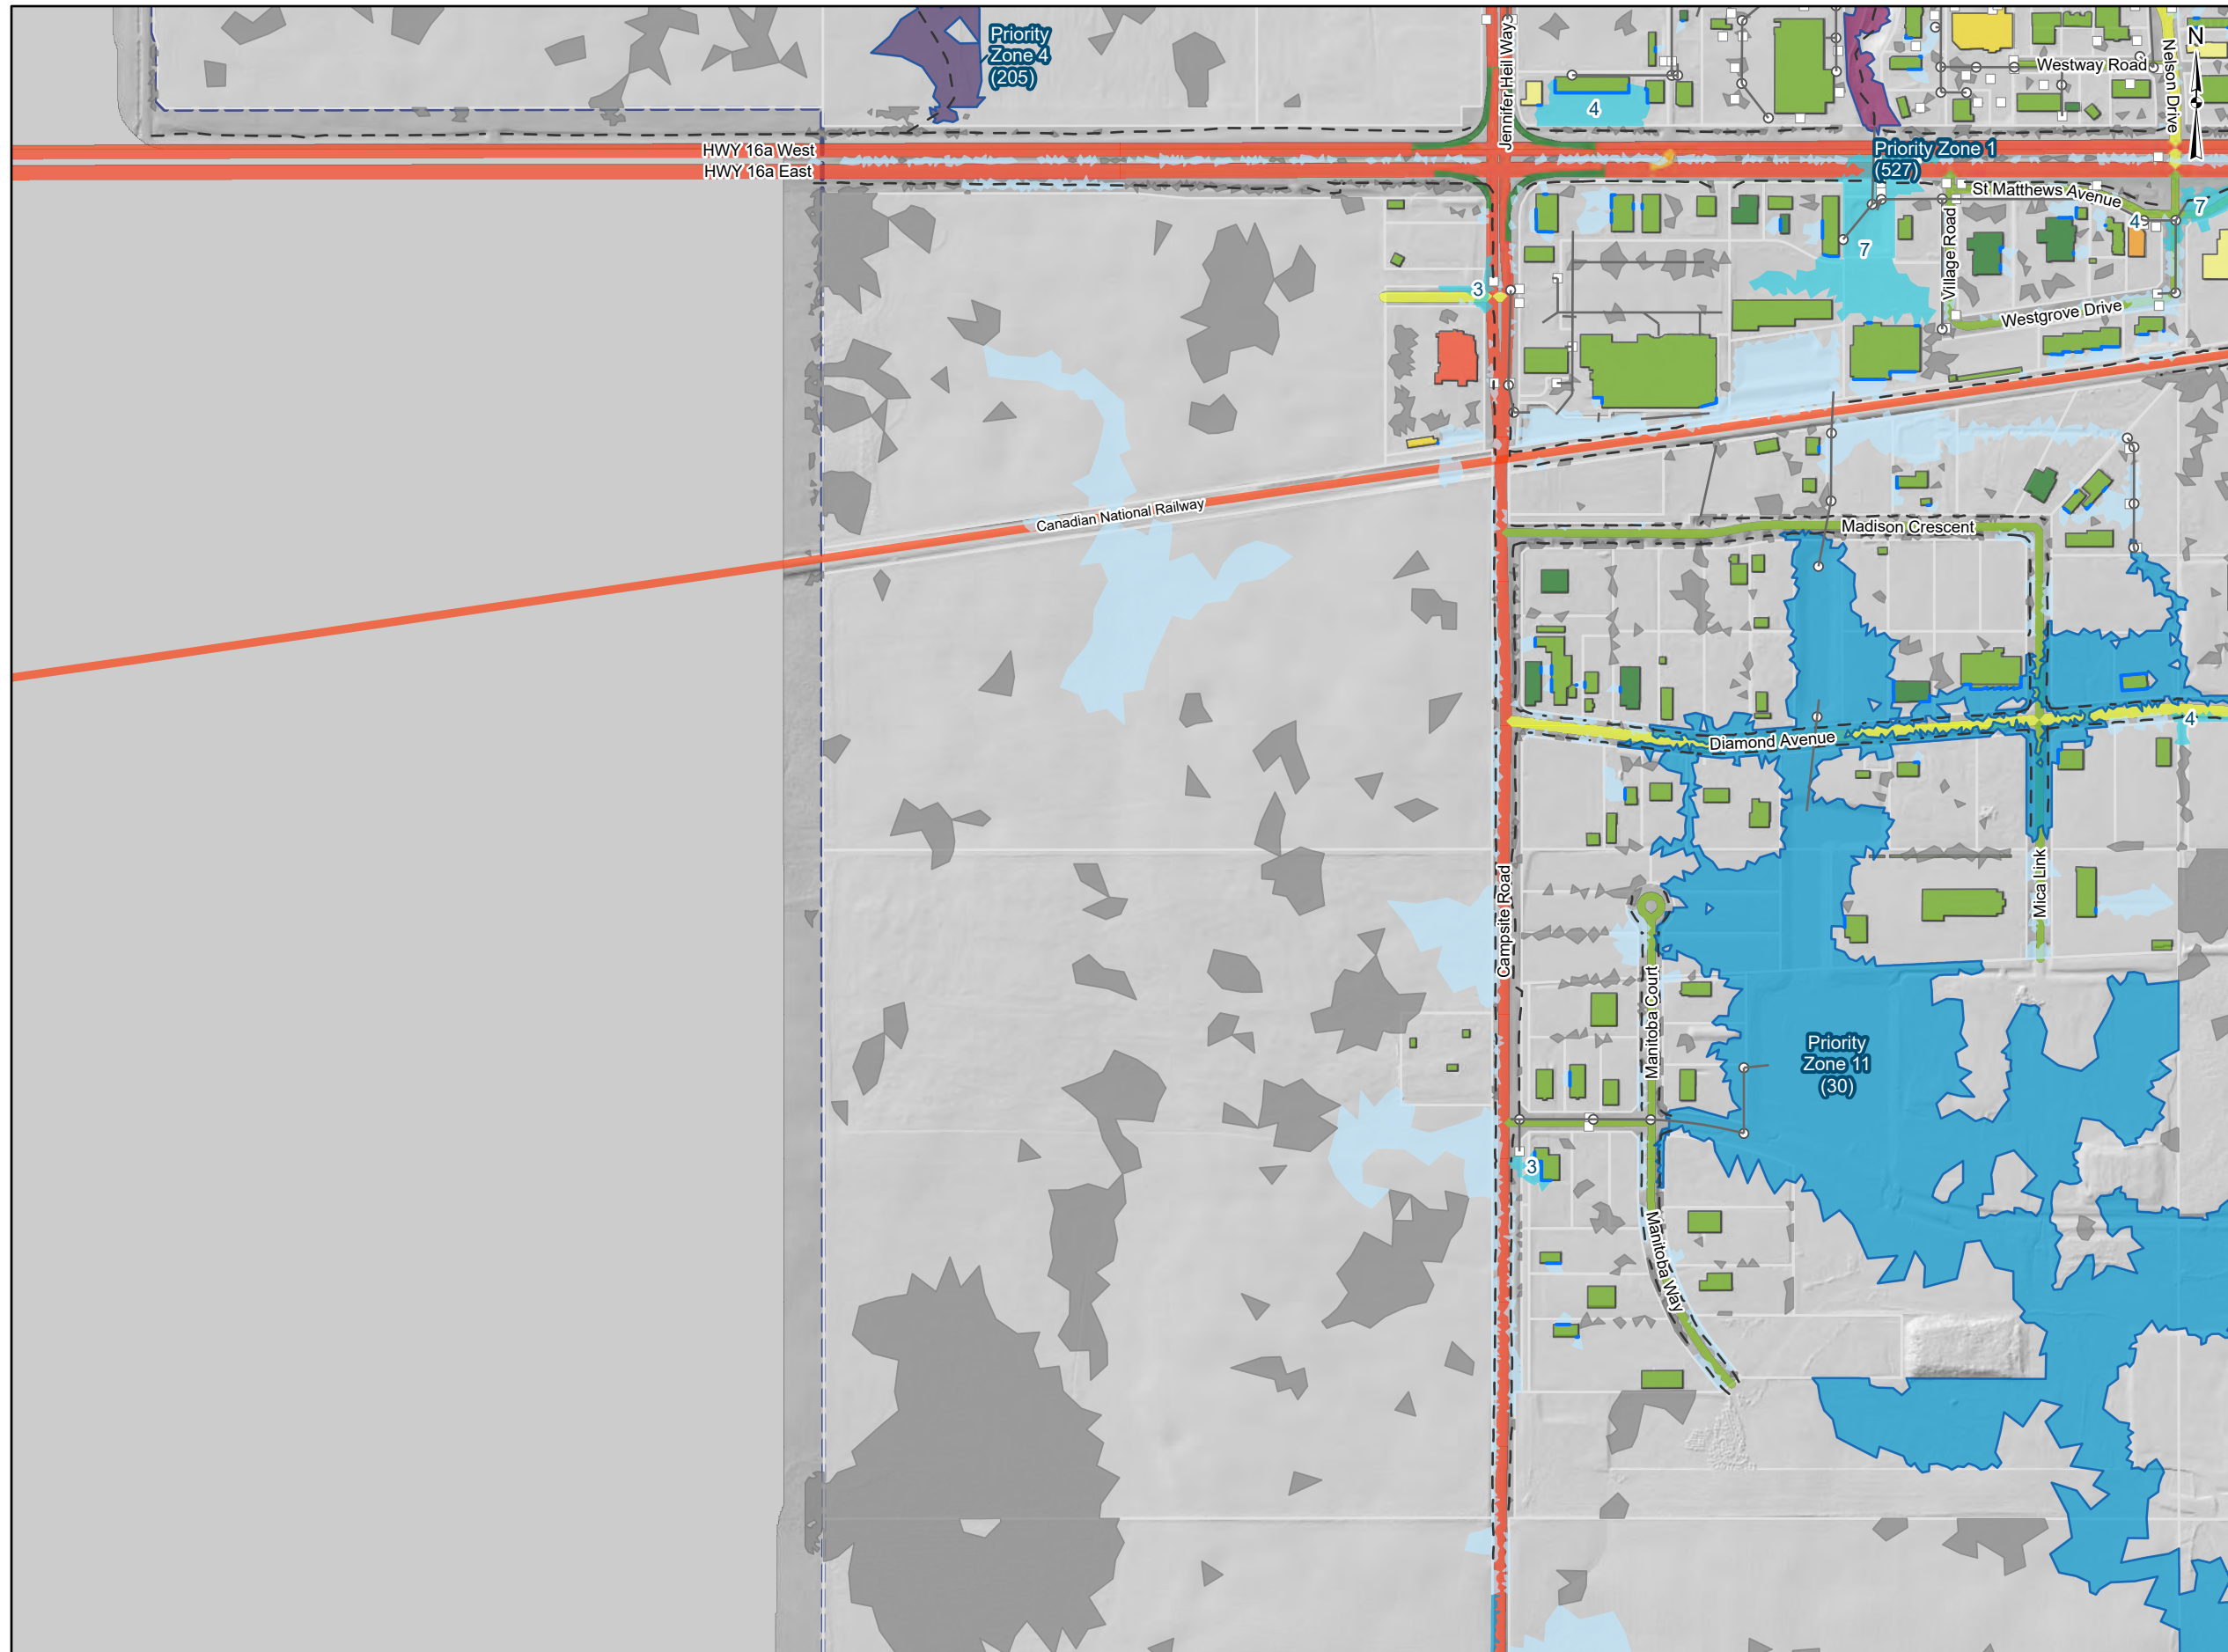 Priority
Zone 4
(205)
Jennifer Heil Way
4
Westway Road
Nelson Drive
N
HWY 16a West
HWY 16a East
Priority Zone 1
(527)
St Matthews Avenue
4
7
7
Village Road
3
Westgrove Drive
Canadian National Railway
Madison Crescent
Diamond Avenue
4
Campsite Road
Mica Link
Manitoba Court
Priority
Zone 11
(30)
3
Manitoba Way